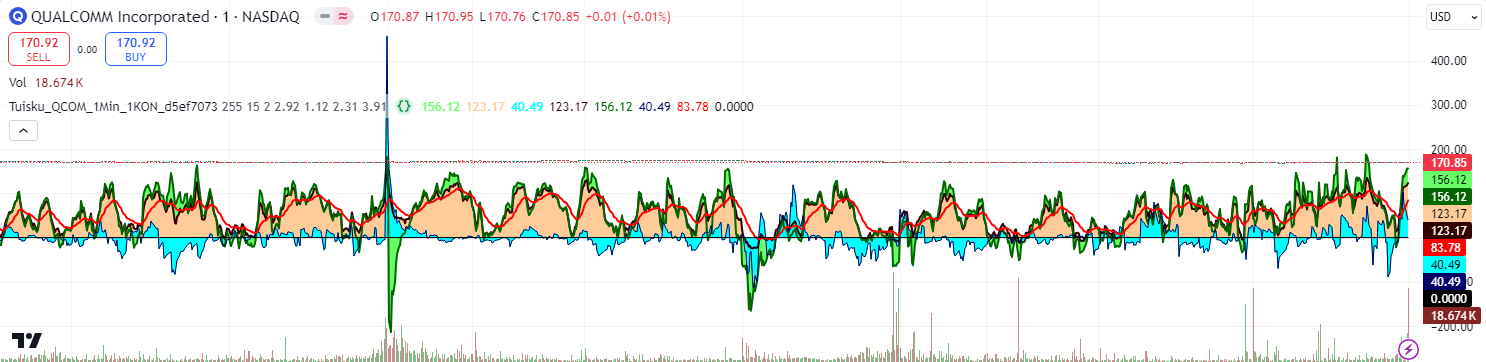 QUALCOMM Incorporated · 1 · NASDAQ O170.87 H170.95 L170.76 C170.85 +0.01 (+0.01%)
USD
170.92 SELL
0.00
170.92 BUY
Vol 18.674 K
Tuisku_QCOM_1Min_1KON_d5ef7073 255 15 2 2.92 1.12 2.31 3.91 156.12 123.17 40.49 123.17 156.12 40.49 83.78 0.0000
400.00
300.00
200.00
170.85
156.12
156.12
123.17
123.17
83.78
40.49
40.49
0.0000
18.674 K
−200.00